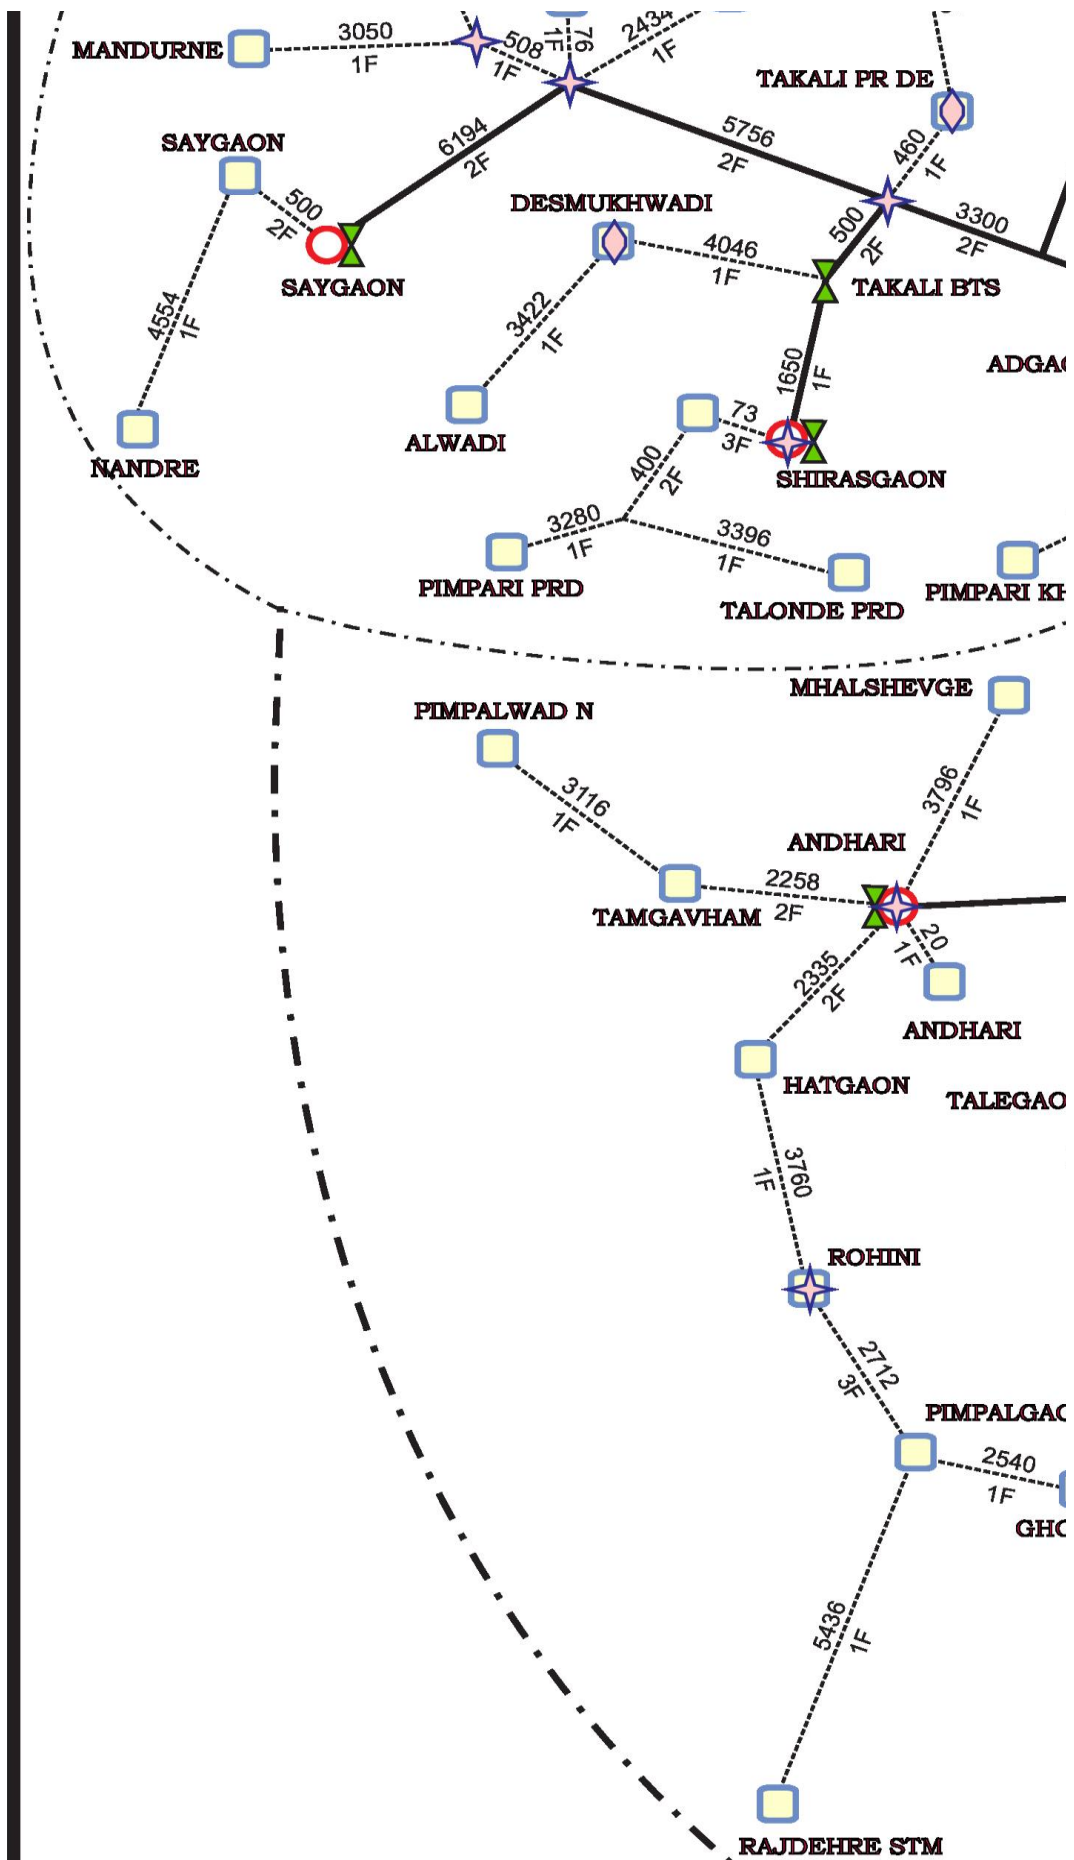 3050
1F
MANDURNE
508
1F
76
1F
2434
1F
TAKALI PR DE
460
1F
SAYGAON
6194
2F
5756
2F
500
2F
SAYGAON
DESMUKHWADI
4046
1F
500
2F
3300
2F
TAKALI BTS
4554
1F
3422
1F
1650
1F
ALWADI
NANDRE
73
3F
SHIRASGAON
400
2F
3280
1F
3396
1F
PIMPARI PRD
TALONDE PRD
PIMPARI KH
MHALSHEVGE
PIMPALWAD N
3116
1F
3796
1F
ANDHARI
2258
2F
TAMGAVHAM
20
1F
2335
2F
ANDHARI
HATGAON
3760
1F
ROHINI
2712
3F
2540
1F
5436
1F
RAJDEHRE STM